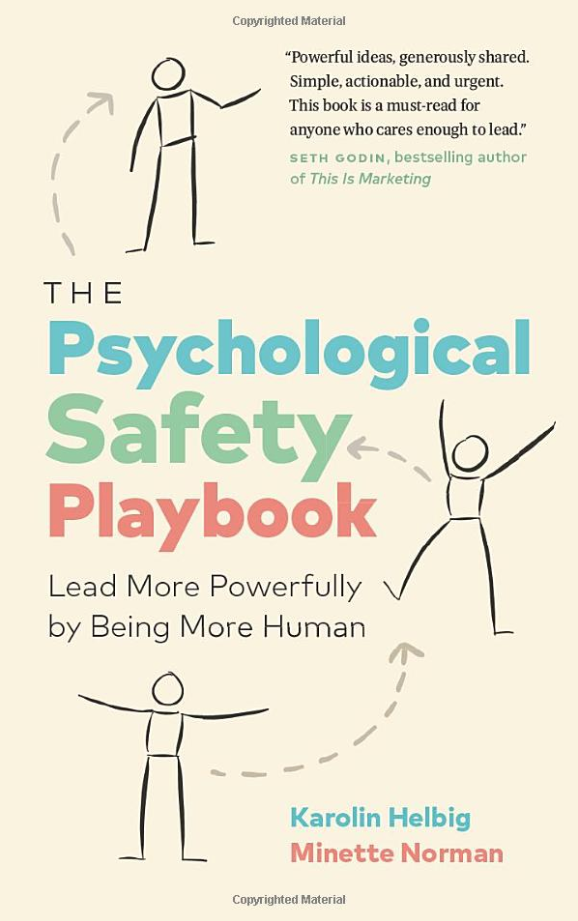 Copyrighted Material
“Powerful ideas, generously shared.
Simple, actionable, and urgent.
This book is a must-read for
anyone who cares enough to lead.”
SETH GODIN, bestselling author
of This Is Marketing
THE
Psychological
Safety
Playbook
Lead More Powerfully
by Being More Human
Karolin Helbig
Minette Norman
Copyrighted Material